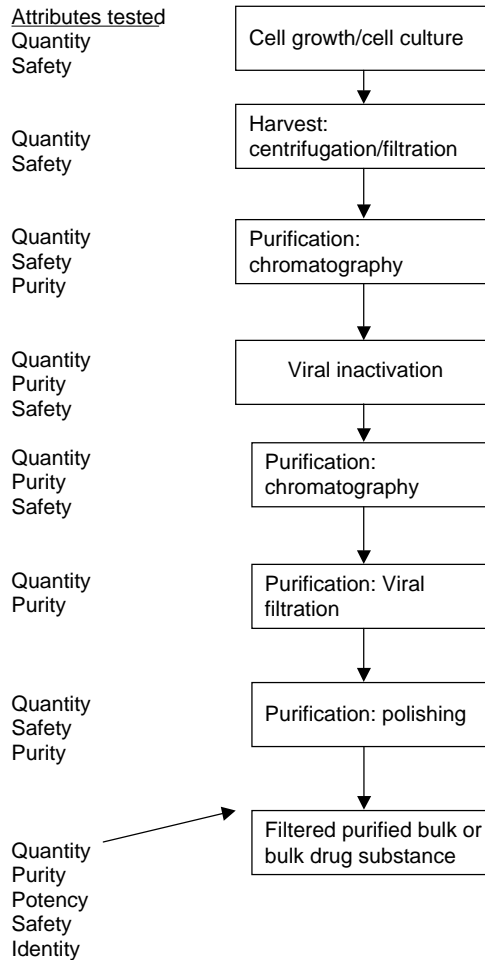 Attributes tested
Quantity
Safety
Cell growth/cell culture
Quantity
Safety
Harvest:
centrifugation/filtration
Quantity
Safety
Purity
Purification:
chromatography
Quantity
Purity
Safety
Viral inactivation
Quantity
Purity
Safety
Purification:
chromatography
Quantity
Purity
Purification: Viral
filtration
Quantity
Safety
Purity
Purification: polishing
Quantity
Purity
Potency
Safety
Identity
Filtered purified bulk or
bulk drug substance